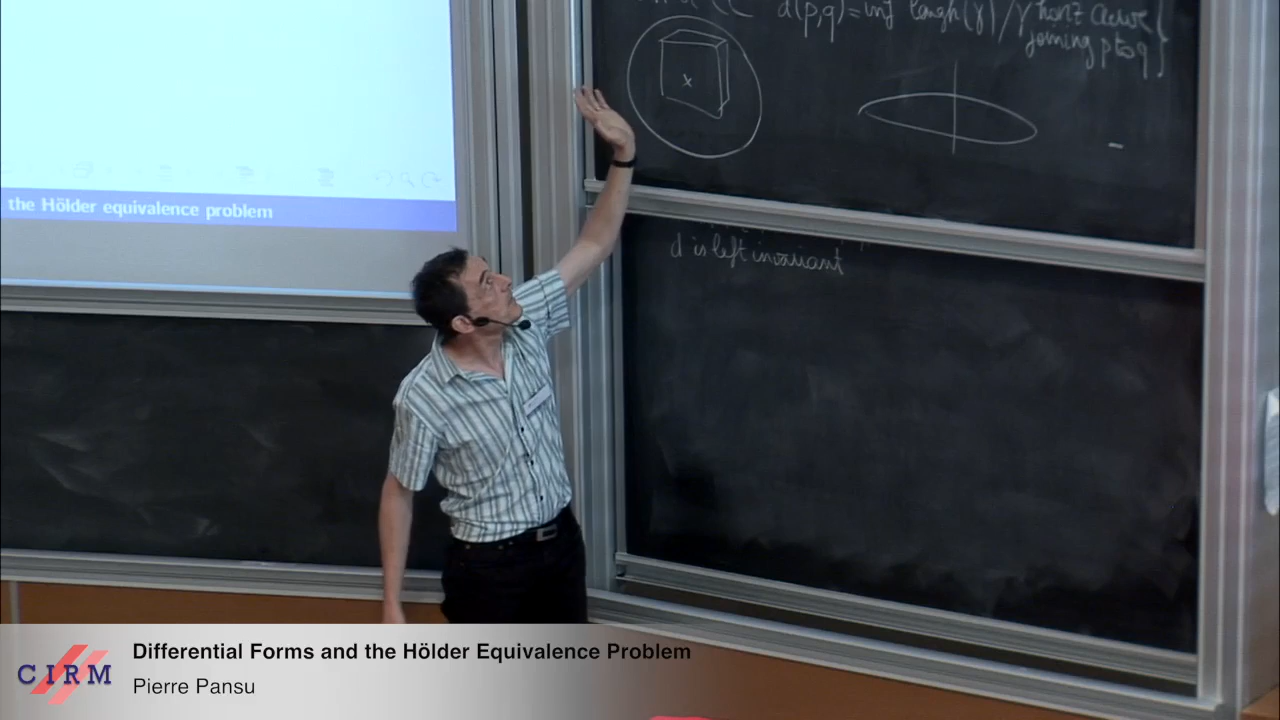 d(p,q)=inf length(γ)/γ horiz curve
joining p to q}
x
d is left invariant
the Hölder equivalence problem
CIRM
Differential Forms and the Hölder Equivalence Problem
Pierre Pansu